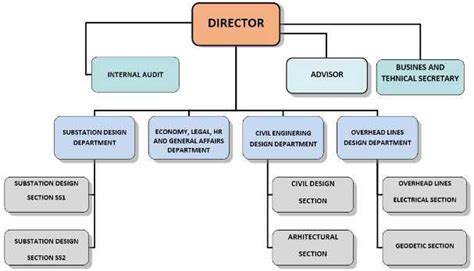 DIRECTOR
INTERNAL AUDIT
ADVISOR
BUSINES AND
TEHNICAL SECRETARY
SUBSTATION DESIGN
DEPARTMENT
ECONOMY, LEGAL, HR
AND GENERAL AFFAIRS
DEPARTMENT
CIVIL ENGINERING
DESIGN DEPARTMENT
OVERHEAD LINES
DESIGN DEPARTMENT
SUBSTATION DESIGN
SECTION SS1
CIVIL DESIGN
SECTION
OVERHEAD LINES
ELECTRICAL SECTION
SUBSTATION DESIGN
SECTION SS2
ARHITECTURAL
SECTION
GEODETIC SECTION